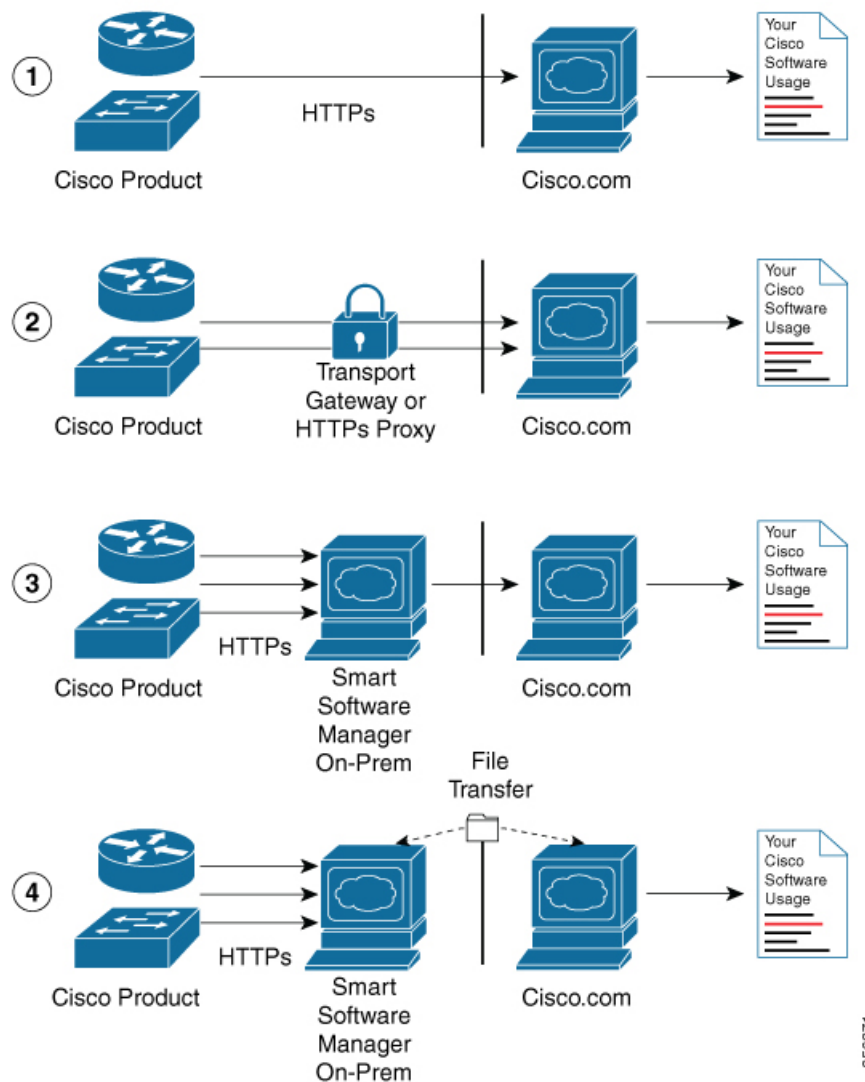 1
HTTPs
Cisco Product
Cisco.com
Your
Cisco
Software
Usage
2
Transport
Gateway or
HTTPs Proxy
Cisco Product
Cisco.com
Your
Cisco
Software
Usage
3
HTTPs
Cisco Product
Smart
Software
Manager
On-Prem
Cisco.com
Your
Cisco
Software
Usage
File
Transfer
4
HTTPs
Cisco Product
Smart
Software
Manager
On-Prem
Cisco.com
Your
Cisco
Software
Usage